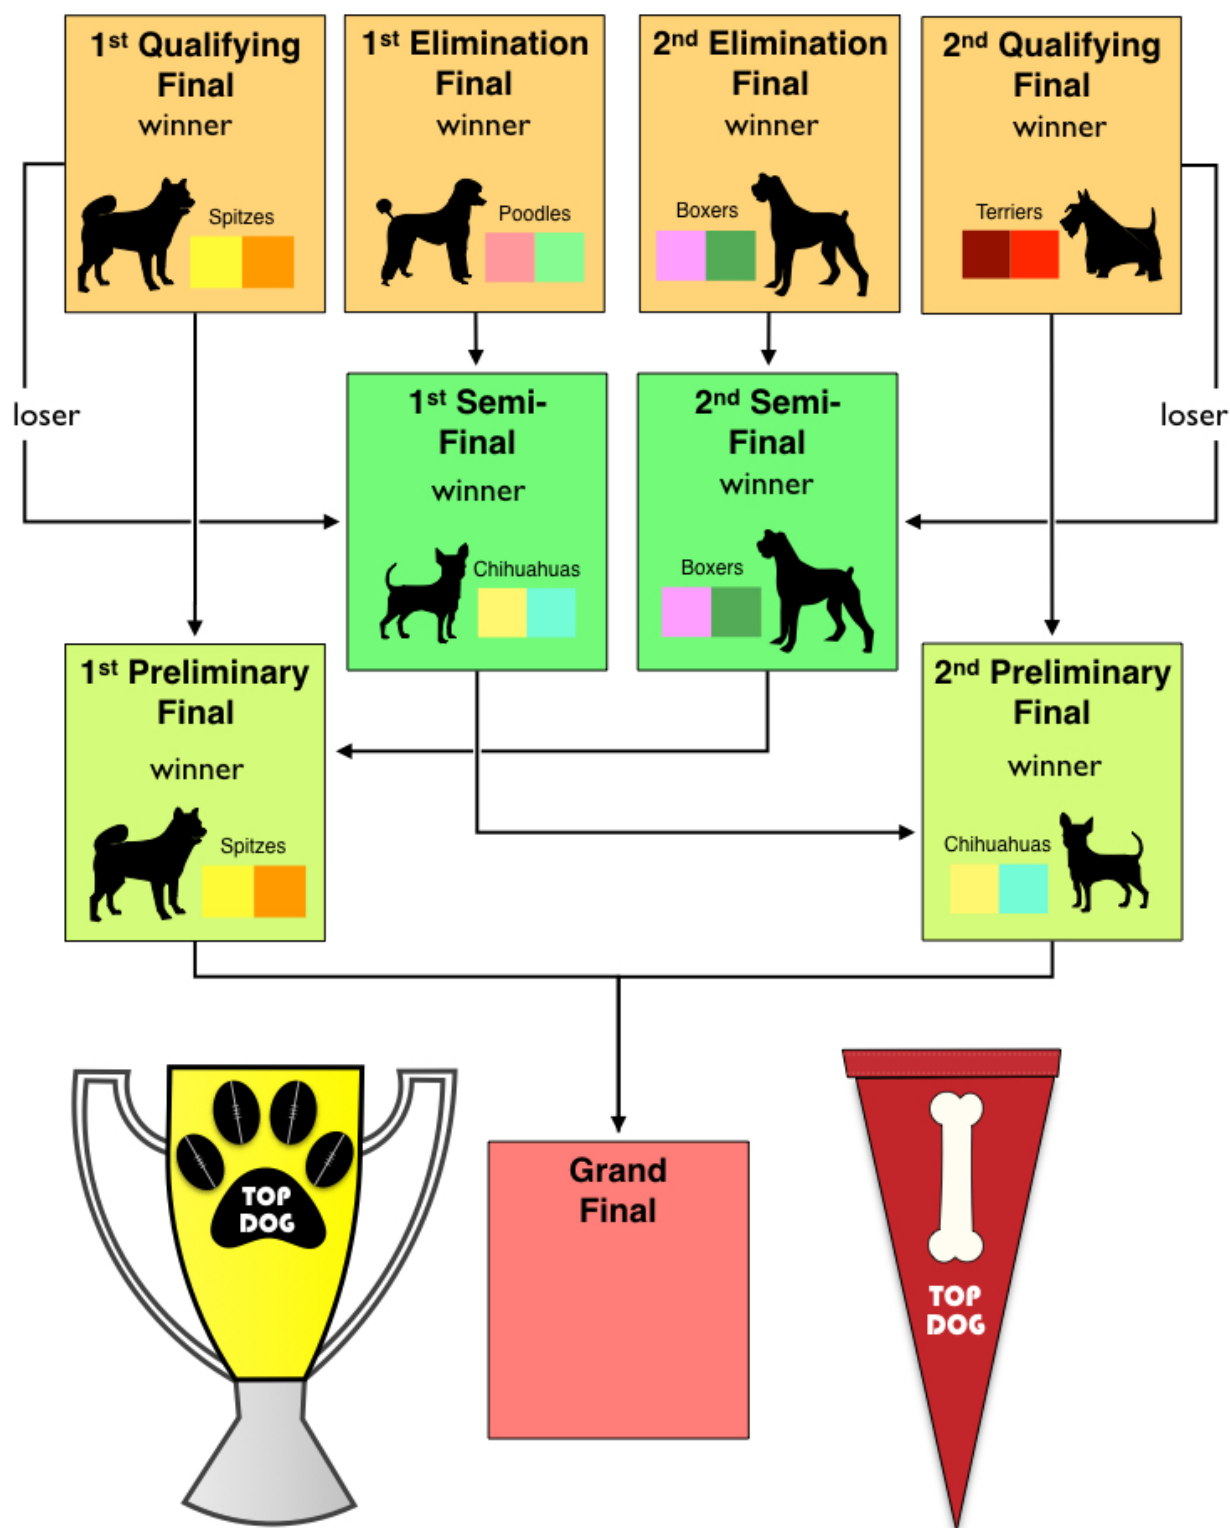 1st Qualifying
Final
winner
Spitzes
1st Elimination
Final
winner
Poodles
2nd Elimination
Final
winner
Boxers
2nd Qualifying
Final
winner
Terriers
loser
loser
1st Semi-
Final
winner
Chihuahuas
2nd Semi-
Final
winner
Boxers
1st Preliminary
Final
winner
Spitzes
2nd Preliminary
Final
winner
Chihuahuas
TOP
DOG
Grand
Final
TOP
DOG